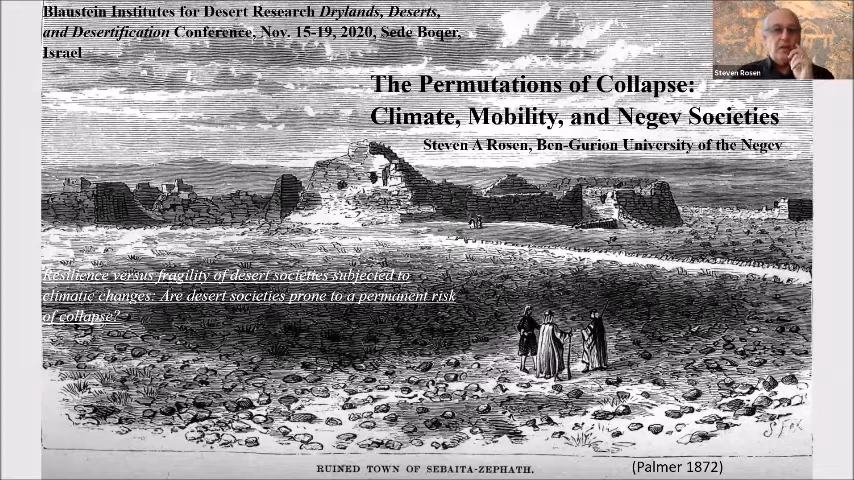 Blaustein Institutes for Desert Research Drylands, Deserts,
and Desertification Conference, Nov. 15-19, 2020, Sede Boqer,
Israel
Steven Rosen
The Permutations of Collapse:
Climate, Mobility, and Negev Societies
Steven A Rosen, Ben-Gurion University of the Negev
Resilience versus fragility of desert societies subjected to
climatic changes: Are desert societies prone to a permanent risk
of collapse?
S. Fox
RUINED TOWN OF SEBAITA-ZEPHATH.
(Palmer 1872)